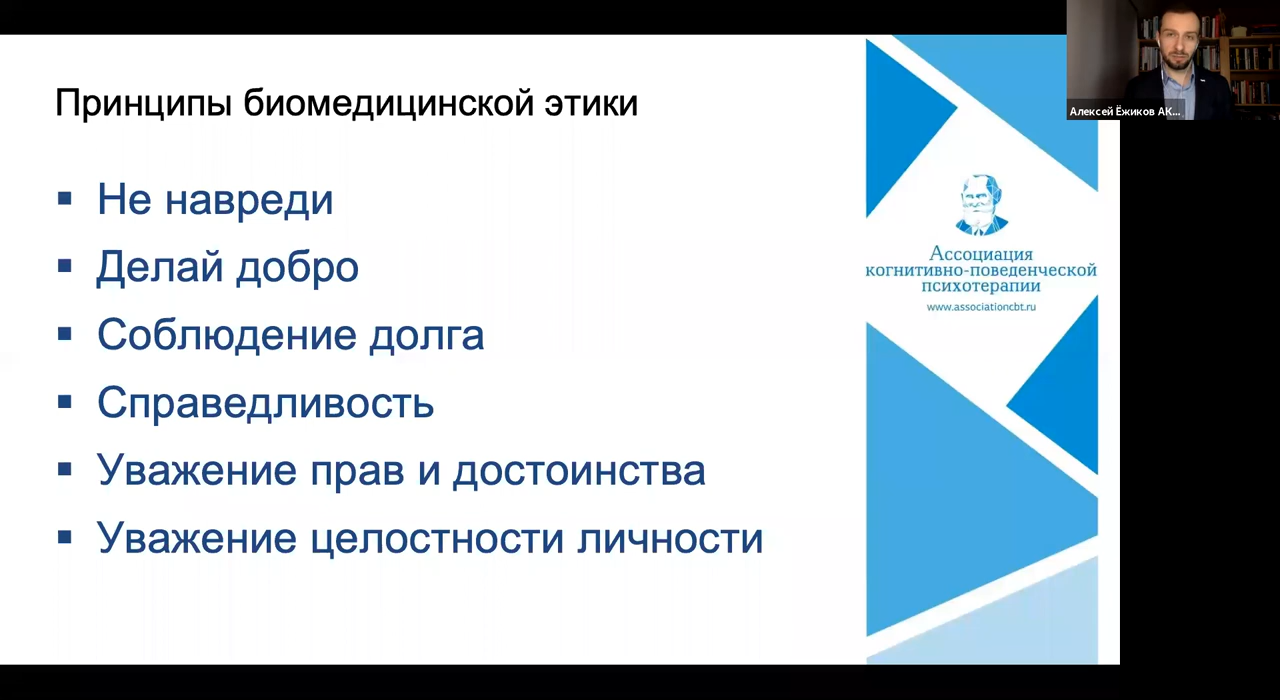 Принципы биомедицинской этики
Не навреди
Делай добро
Соблюдение долга
Справедливость
Уважение прав и достоинства
Уважение целостности личности
Ассоциация
когнитивно-поведенческой
психотерапии
www.associationcbt.ru
Алексей Ёжиков АК...